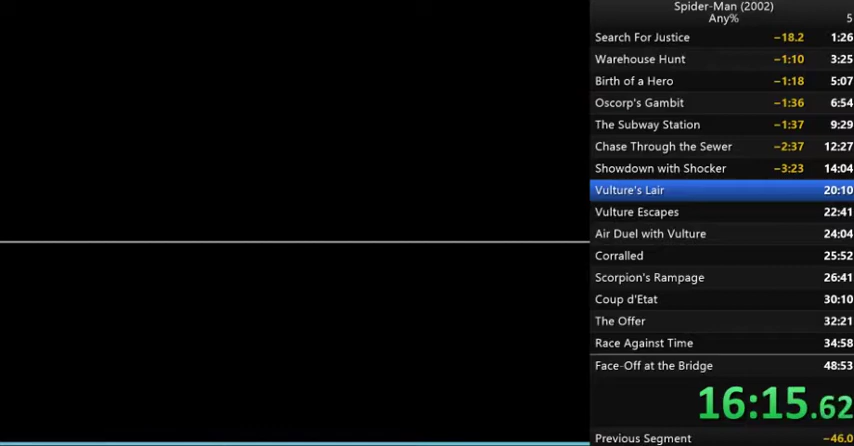 Spider-Man (2002)
Any% 5
Search For Justice −18.2 1:26
Warehouse Hunt −1:10 3:25
Birth of a Hero −1:18 5:07
Oscorp's Gambit −1:36 6:54
The Subway Station −1:37 9:29
Chase Through the Sewer −2:37 12:27
Showdown with Shocker −3:23 14:04
Vulture's Lair 20:10
Vulture Escapes 22:41
Air Duel with Vulture 24:04
Corralled 25:52
Scorpion's Rampage 26:41
Coup d'Etat 30:10
The Offer 32:21
Race Against Time 34:58
Face-Off at the Bridge 48:53
16:15.62
Previous Segment −46.0